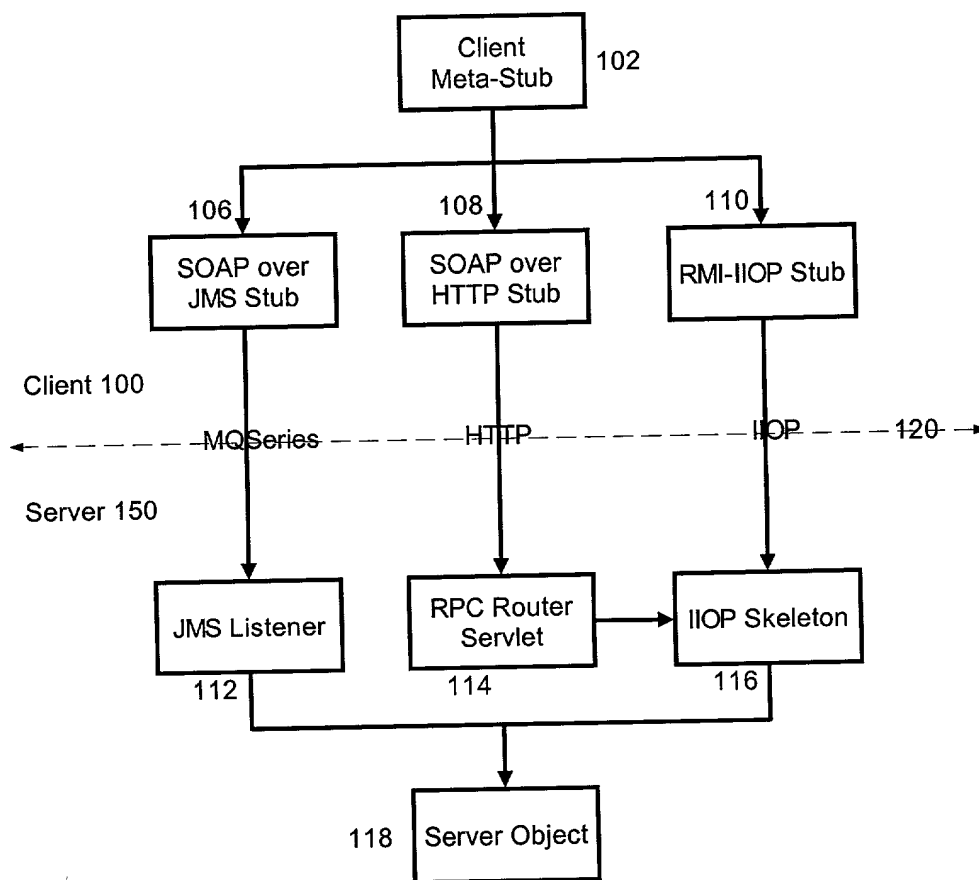 Client
Meta-Stub
102
106
108
110
SOAP over
JMS Stub
SOAP over
HTTP Stub
RMI-IIOP Stub
Client 100
MQSeries
HTTP
IIOP
120
Server 150
JMS Listener
RPC Router
Servlet
IIOP Skeleton
112
114
116
118
Server Object